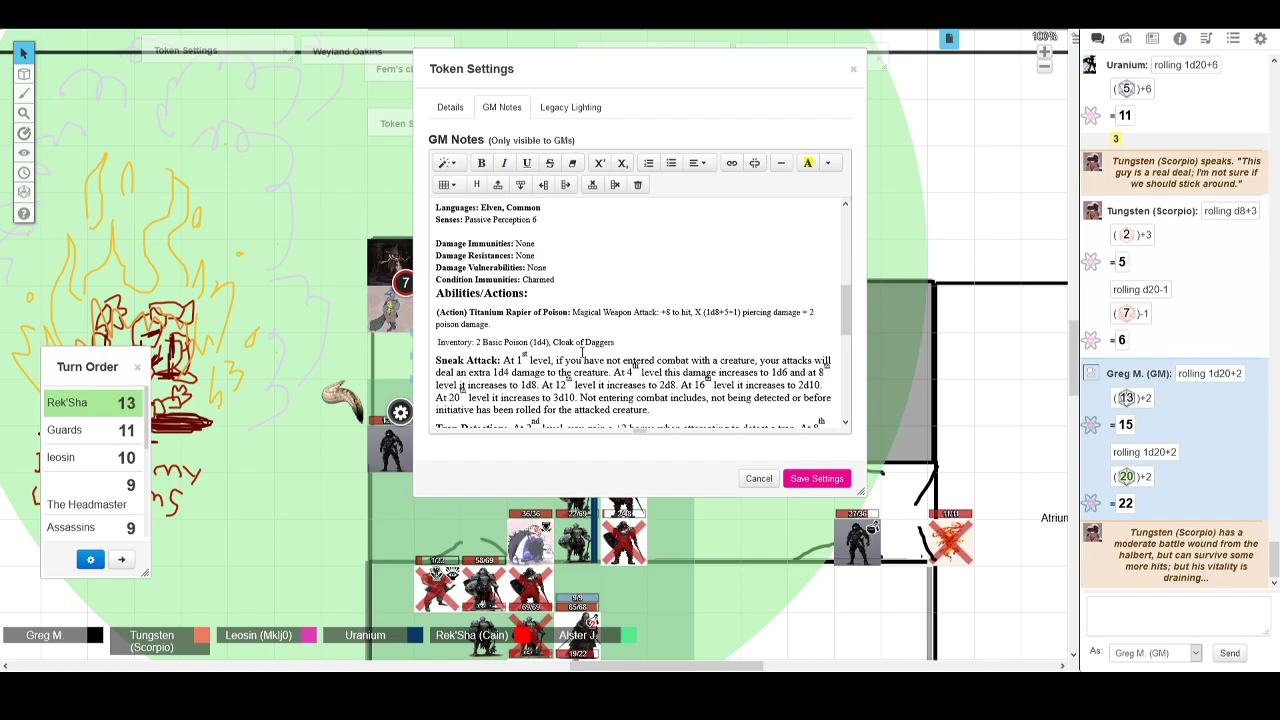 Token Settings
Weyland Oakins
Fern's c
Token S
100%
Token Settings
×
Details
GM Notes
Legacy Lighting
GM Notes (Only visible to GMs)
Languages: Elven, Common
Senses: Passive Perception 6
Damage Immunities: None
Damage Resistances: None
Damage Vulnerabilities: None
Condition Immunities: Charmed
Abilities/Actions:
(Action) Titanium Rapier of Poison: Magical Weapon Attack: +8 to hit, X (1d8+5+1) piercing damage + 2
poison damage.
Inventory: 2 Basic Poison (1d4), Cloak of Daggers
Sneak Attack: At 1st level, if you have not entered combat with a creature, your attacks will
deal an extra 1d4 damage to the creature. At 4th level this damage increases to 1d6 and at 8th
level it increases to 1d8. At 12th level it increases to 2d8. At 16th level it increases to 2d10.
At 20th level it increases to 3d10. Not entering combat includes, not being detected or before
initiative has been rolled for the attacked creature.
Cancel
Save Settings
Turn Order
×
Rek'Sha 13
Guards 11
leosin 10
9
The Headmaster
Assassins 9
7
36/36
22/69
27/36
11/11
58/69
69/69
9/9
65/68
19/22
Atrium
Greg M.
Tungsten
(Scorpio)
Leosin (Mklj0)
Uranium
Rek'Sha (Cain)
Alster J.
Uranium: rolling 1d20+6
(5)+6
=11
3
Tungsten (Scorpio) speaks. "This
guy is a real deal; I'm not sure if
we should stick around."
Tungsten (Scorpio): rolling d8+3
(2)+3
=5
rolling d20-1
(7)-1
=6
Greg M. (GM): rolling 1d20+2
(13)+2
=15
rolling 1d20+2
(20)+2
=22
Tungsten (Scorpio) has a
moderate battle wound from the
halbert, but can survive some
more hits; but his vitality is
draining...
As:
Greg M. (GM)
Send